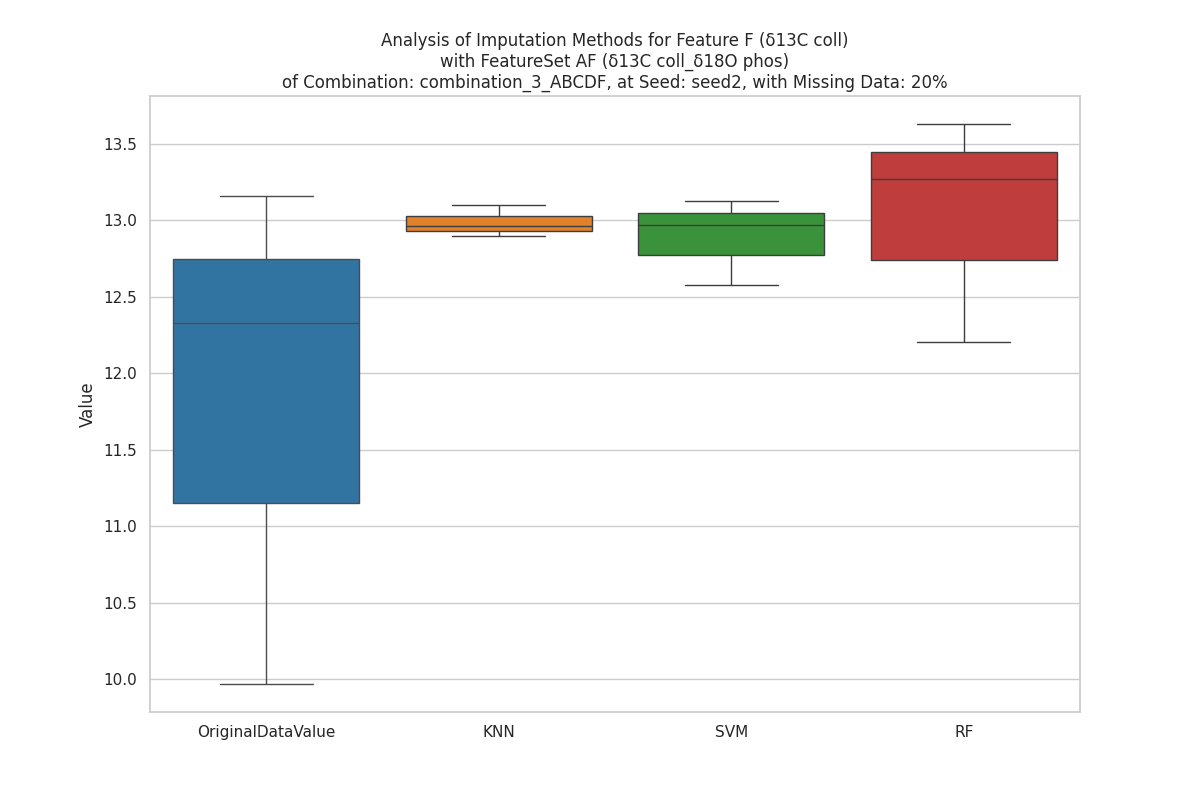 Analysis of Imputation Methods for Feature F (δ13C coll)
with FeatureSet AF (δ13C coll_δ18O phos)
of Combination: combination_3_ABCDF, at Seed: seed2, with Missing Data: 20%
13.5
13.0
12.5
12.0
11.5
11.0
10.5
10.0
Value
OriginalDataValue
KNN
SVM
RF